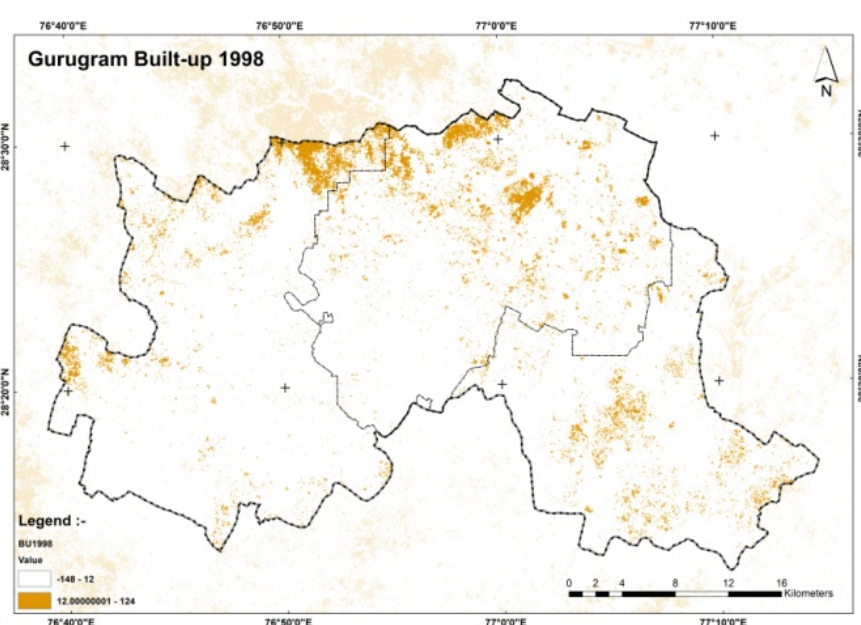 76°40'0"E 76°50'0"E 77°0'0"E 77°10'0"E
Gurugram Built-up 1998
N
28°30'0"N
28°20'0"N
Legend :-
BU1998
Value
-148 - 12
12.00000001 - 124
0 2 4 8 12 16
Kilometers
76°40'0"E 76°50'0"E 77°0'0"E 77°10'0"E